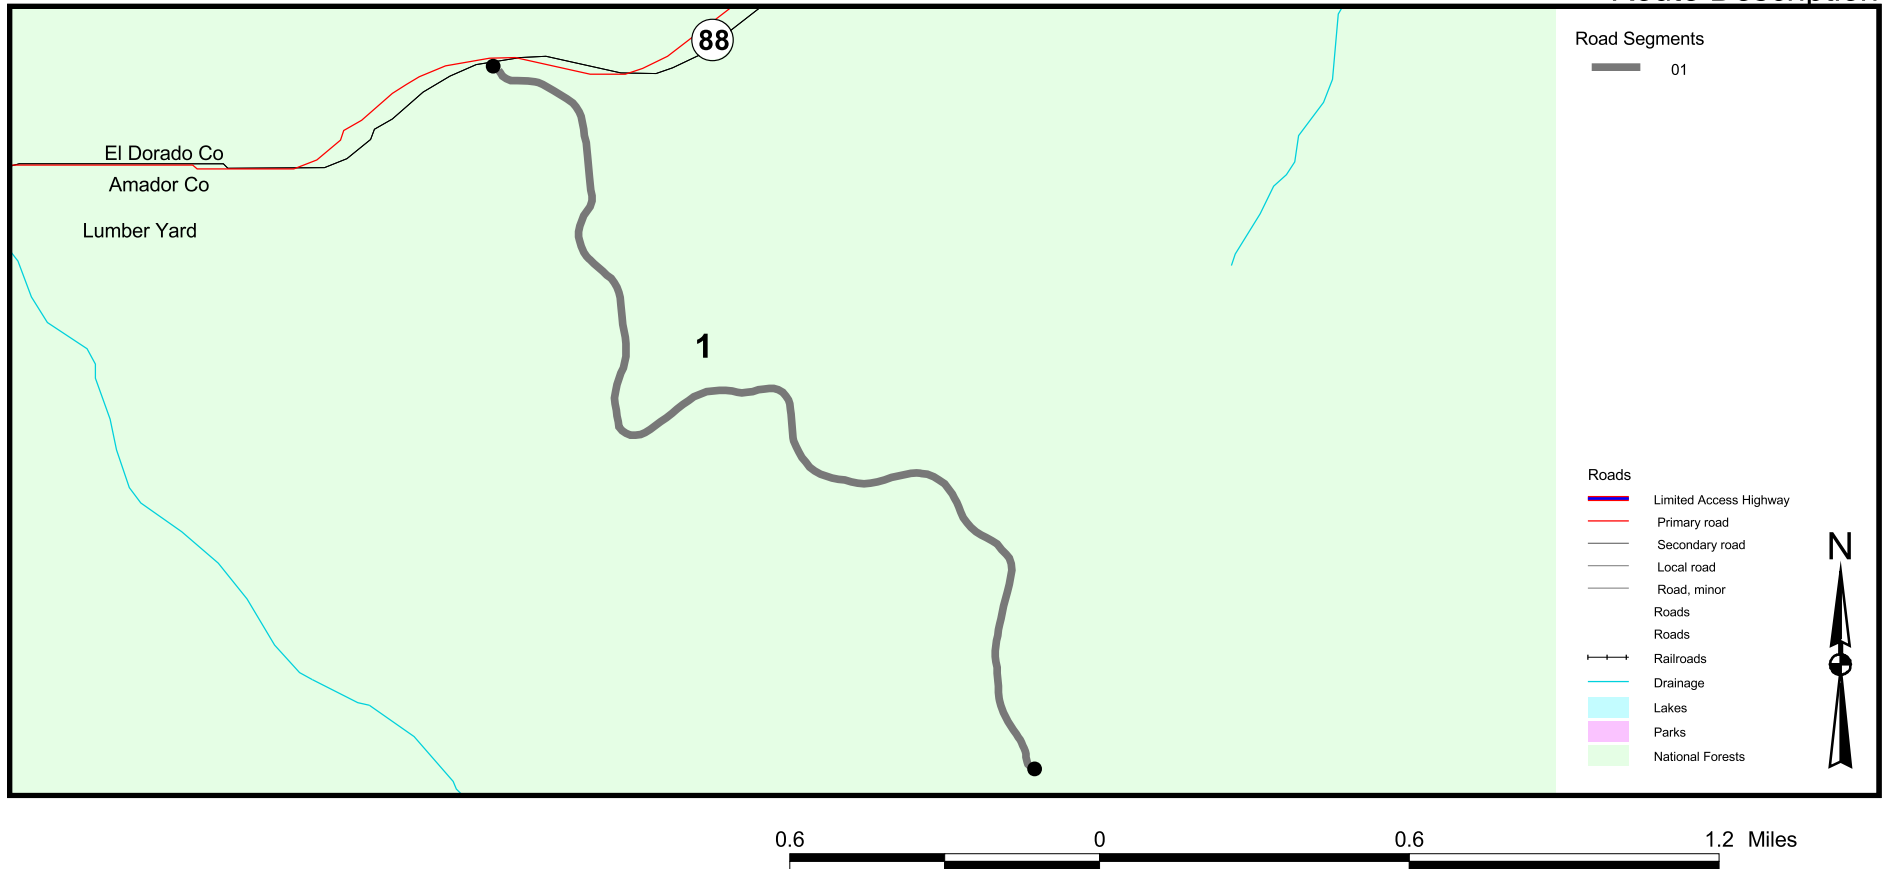 Route Description
88
El Dorado Co
Amador Co
Lumber Yard
1
Road Segments
01
Roads
Limited Access Highway
Primary road
Secondary road
Local road
Road, minor
Roads
Roads
Railroads
Drainage
Lakes
Parks
National Forests
N
0.6 0 0.6 1.2 Miles